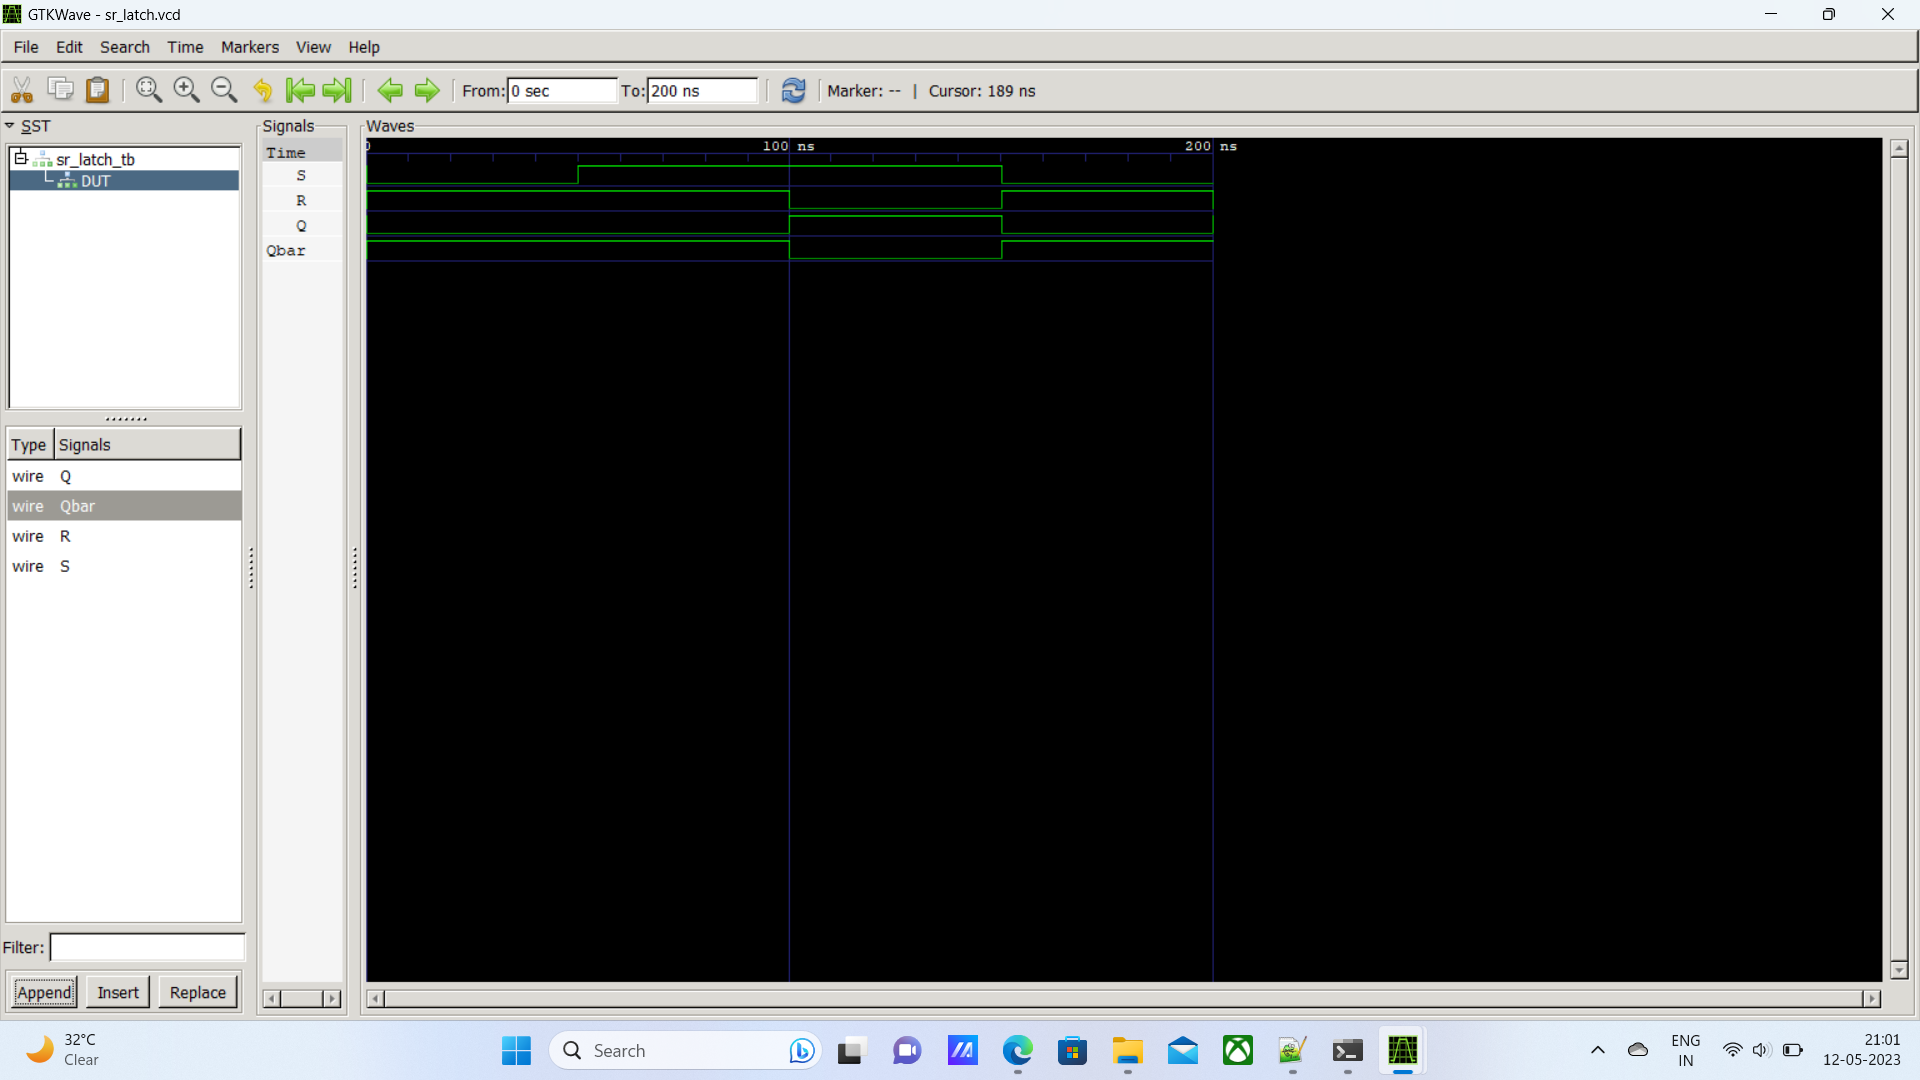 GTKWave - sr_latch.vcd
File Edit Search Time Markers View Help
From: 0 sec To: 200 ns Marker: -- | Cursor: 189 ns
SST
sr_latch_tb
DUT
Type Signals
wire Q
wire Qbar
wire R
wire S
Filter:
Append Insert Replace
Signals
Time
S
R
Q
Qbar
Waves
0 100 ns 200 ns
32°C
Clear
Search
ENG
IN
21:01
12-05-2023